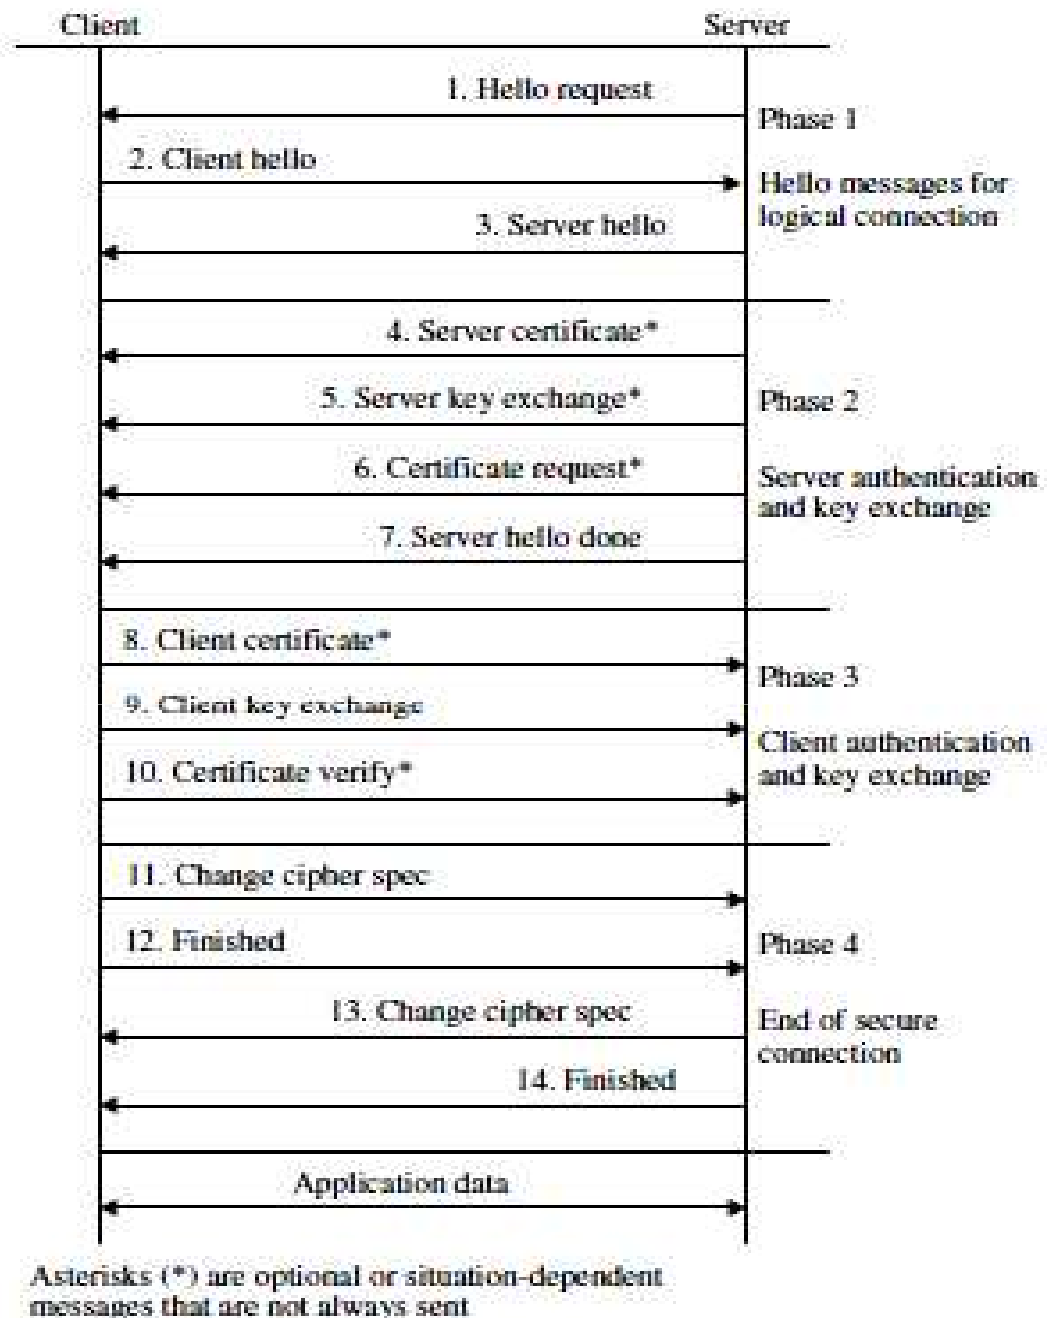 Client
Server
1. Hello request
Phase 1
2. Client hello
Hello messages for
logical connection
3. Server hello
4. Server certificate*
5. Server key exchange*
Phase 2
6. Certificate request*
Server authentication
and key exchange
7. Server hello done
8. Client certificate*
Phase 3
9. Client key exchange
Client authentication
and key exchange
10. Certificate verify*
11. Change cipher spec
12. Finished
Phase 4
13. Change cipher spec
End of secure
connection
14. Finished
Application data
Asterisks (*) are optional or situation-dependent
messages that are not always sent